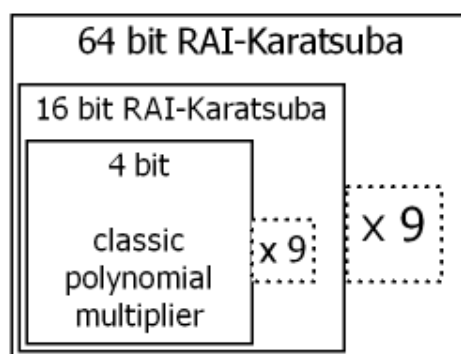 64 bit RAI-Karatsuba
16 bit RAI-Karatsuba
4 bit
classic
polynomial
multiplier
x 9
x 9